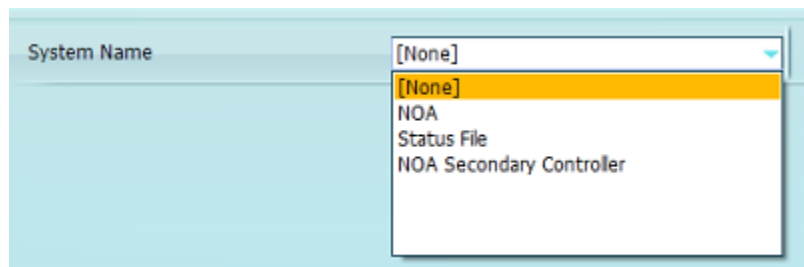 System Name
[None]
[None]
NOA
Status File
NOA Secondary Controller